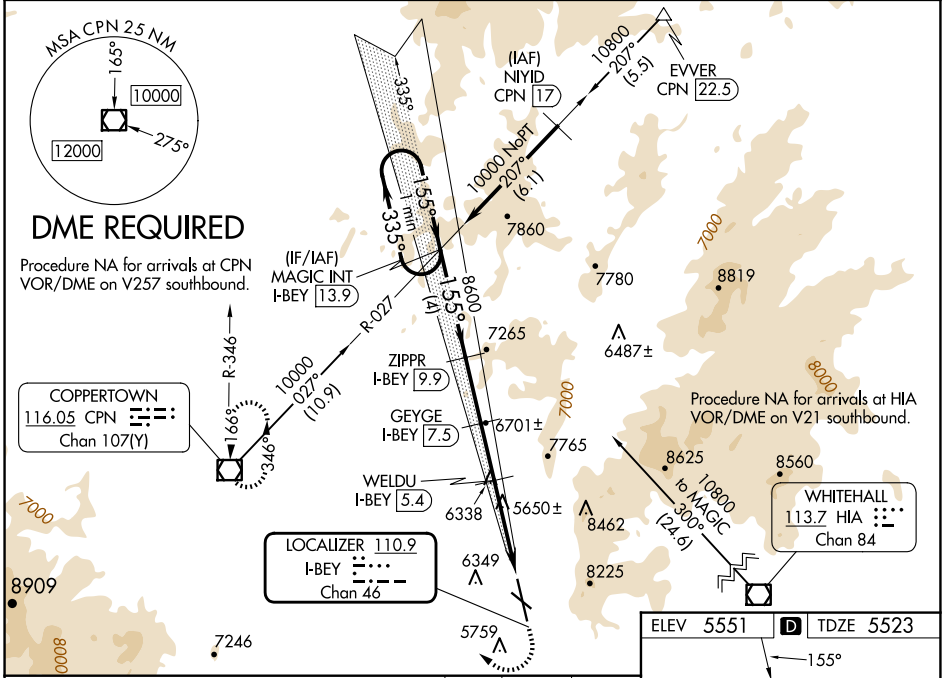 MSA CPN 25 NM
165°
10000
275°
12000
DME REQUIRED
Procedure NA for arrivals at CPN
VOR/DME on V257 southbound.
335°
(IAF)
NIYID
CPN 17
10800
207°
(5.5)
EVVER
CPN 22.5
10000 NoPT
207°
(6.1)
155°
1 min
335°
(IF/IAF)
MAGIC INT
I-BEY 13.9
7860
7780
7000
8819
8600
155°
(4)
R-346
R-027
10000
027°
(10.9)
7265
6487±
8000
ZIPPR
I-BEY 9.9
7000
COPPERTOWN
116.05 CPN
Chan 107(Y)
166°
346°
GEYGE
I-BEY 7.5
6701±
7765
Procedure NA for arrivals at HIA
VOR/DME on V21 southbound.
8625
8560
10800
to MAGIC
300°
(24.6)
WELDU
I-BEY 5.4
6338
5650±
8462
WHITEHALL
113.7 HIA
Chan 84
7000
LOCALIZER 110.9
I-BEY
Chan 46
6349
8225
8909
8000
7246
5759
ELEV 5551 D TDZE 5523
155°